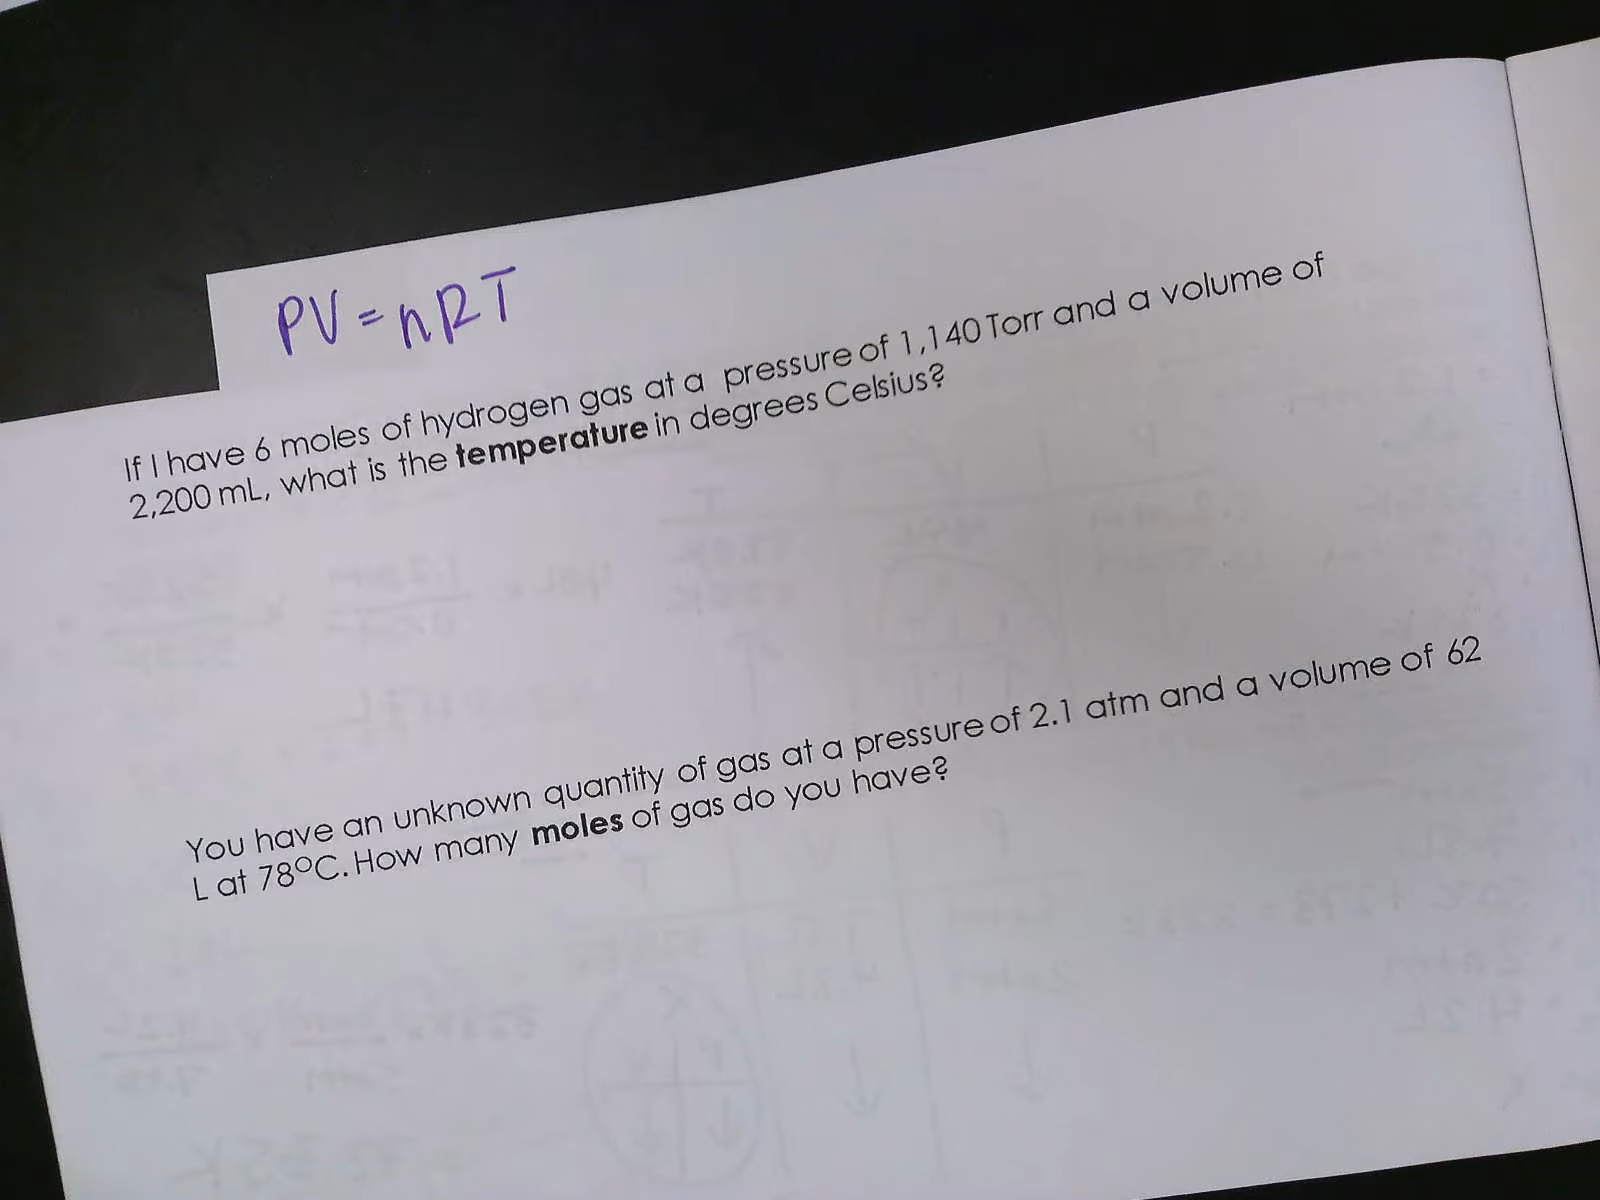 PV = nRT
If I have 6 moles of hydrogen gas at a pressure of 1,140 Torr and a volume of
2,200 mL, what is the temperature in degrees Celsius?
You have an unknown quantity of gas at a pressure of 2.1 atm and a volume of 62
L at 78°C. How many moles of gas do you have?